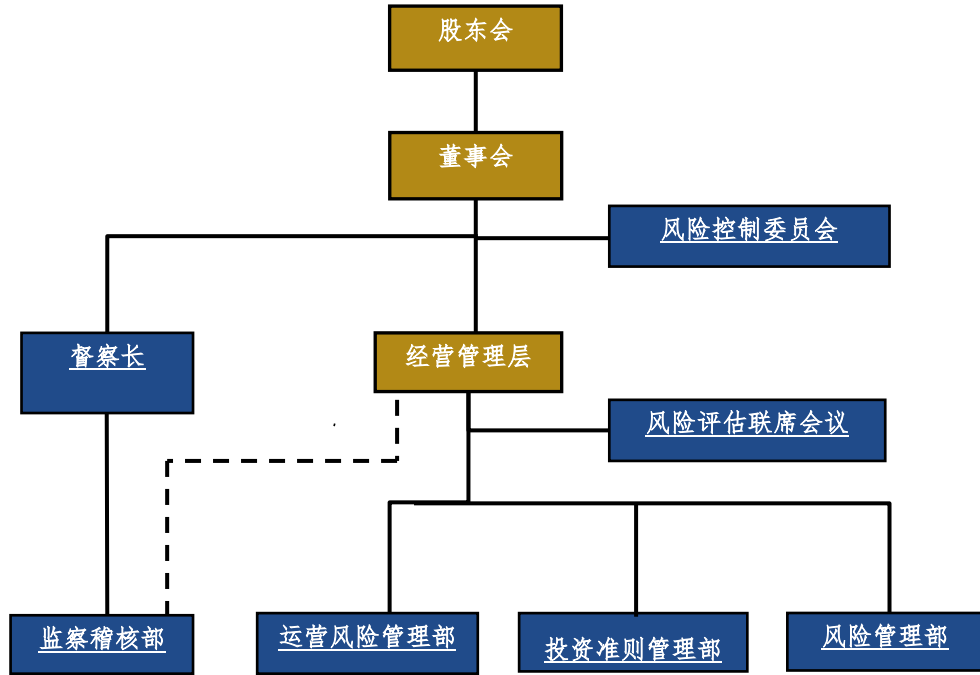 股东会
董事会
风险控制委员会
督察长
经营管理层
风险评估联席会议
监察稽核部
运营风险管理部
投资准则管理部
风险管理部